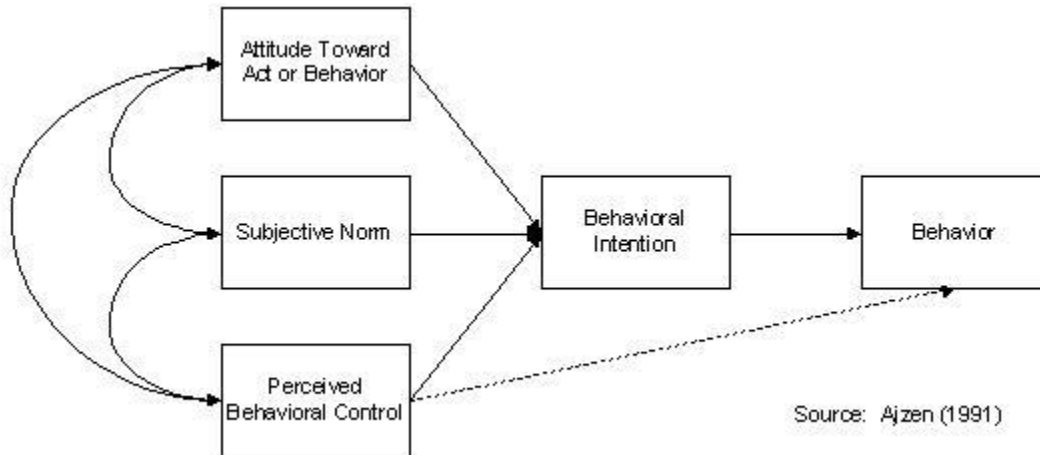 Attitude Toward
Act or Behavior
Subjective Norm
Behavioral
Intention
Behavior
Perceived
Behavioral Control
Source: Ajzen (1991)